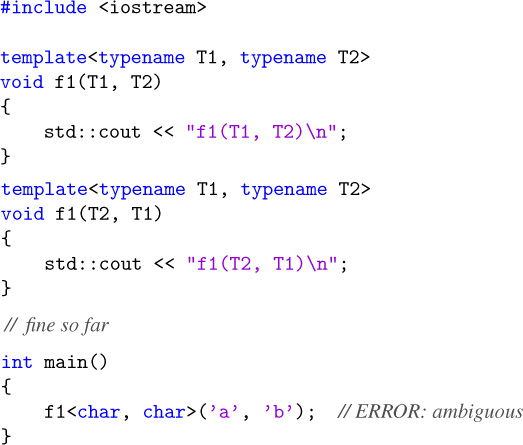 #include <iostream>
template<typename T1, typename T2>
void f1(T1, T2)
{
    std::cout << "f1(T1, T2)\n";
}
template<typename T1, typename T2>
void f1(T2, T1)
{
    std::cout << "f1(T2, T1)\n";
}
// fine so far
int main()
{
    f1<char, char>('a', 'b');  // ERROR: ambiguous
}